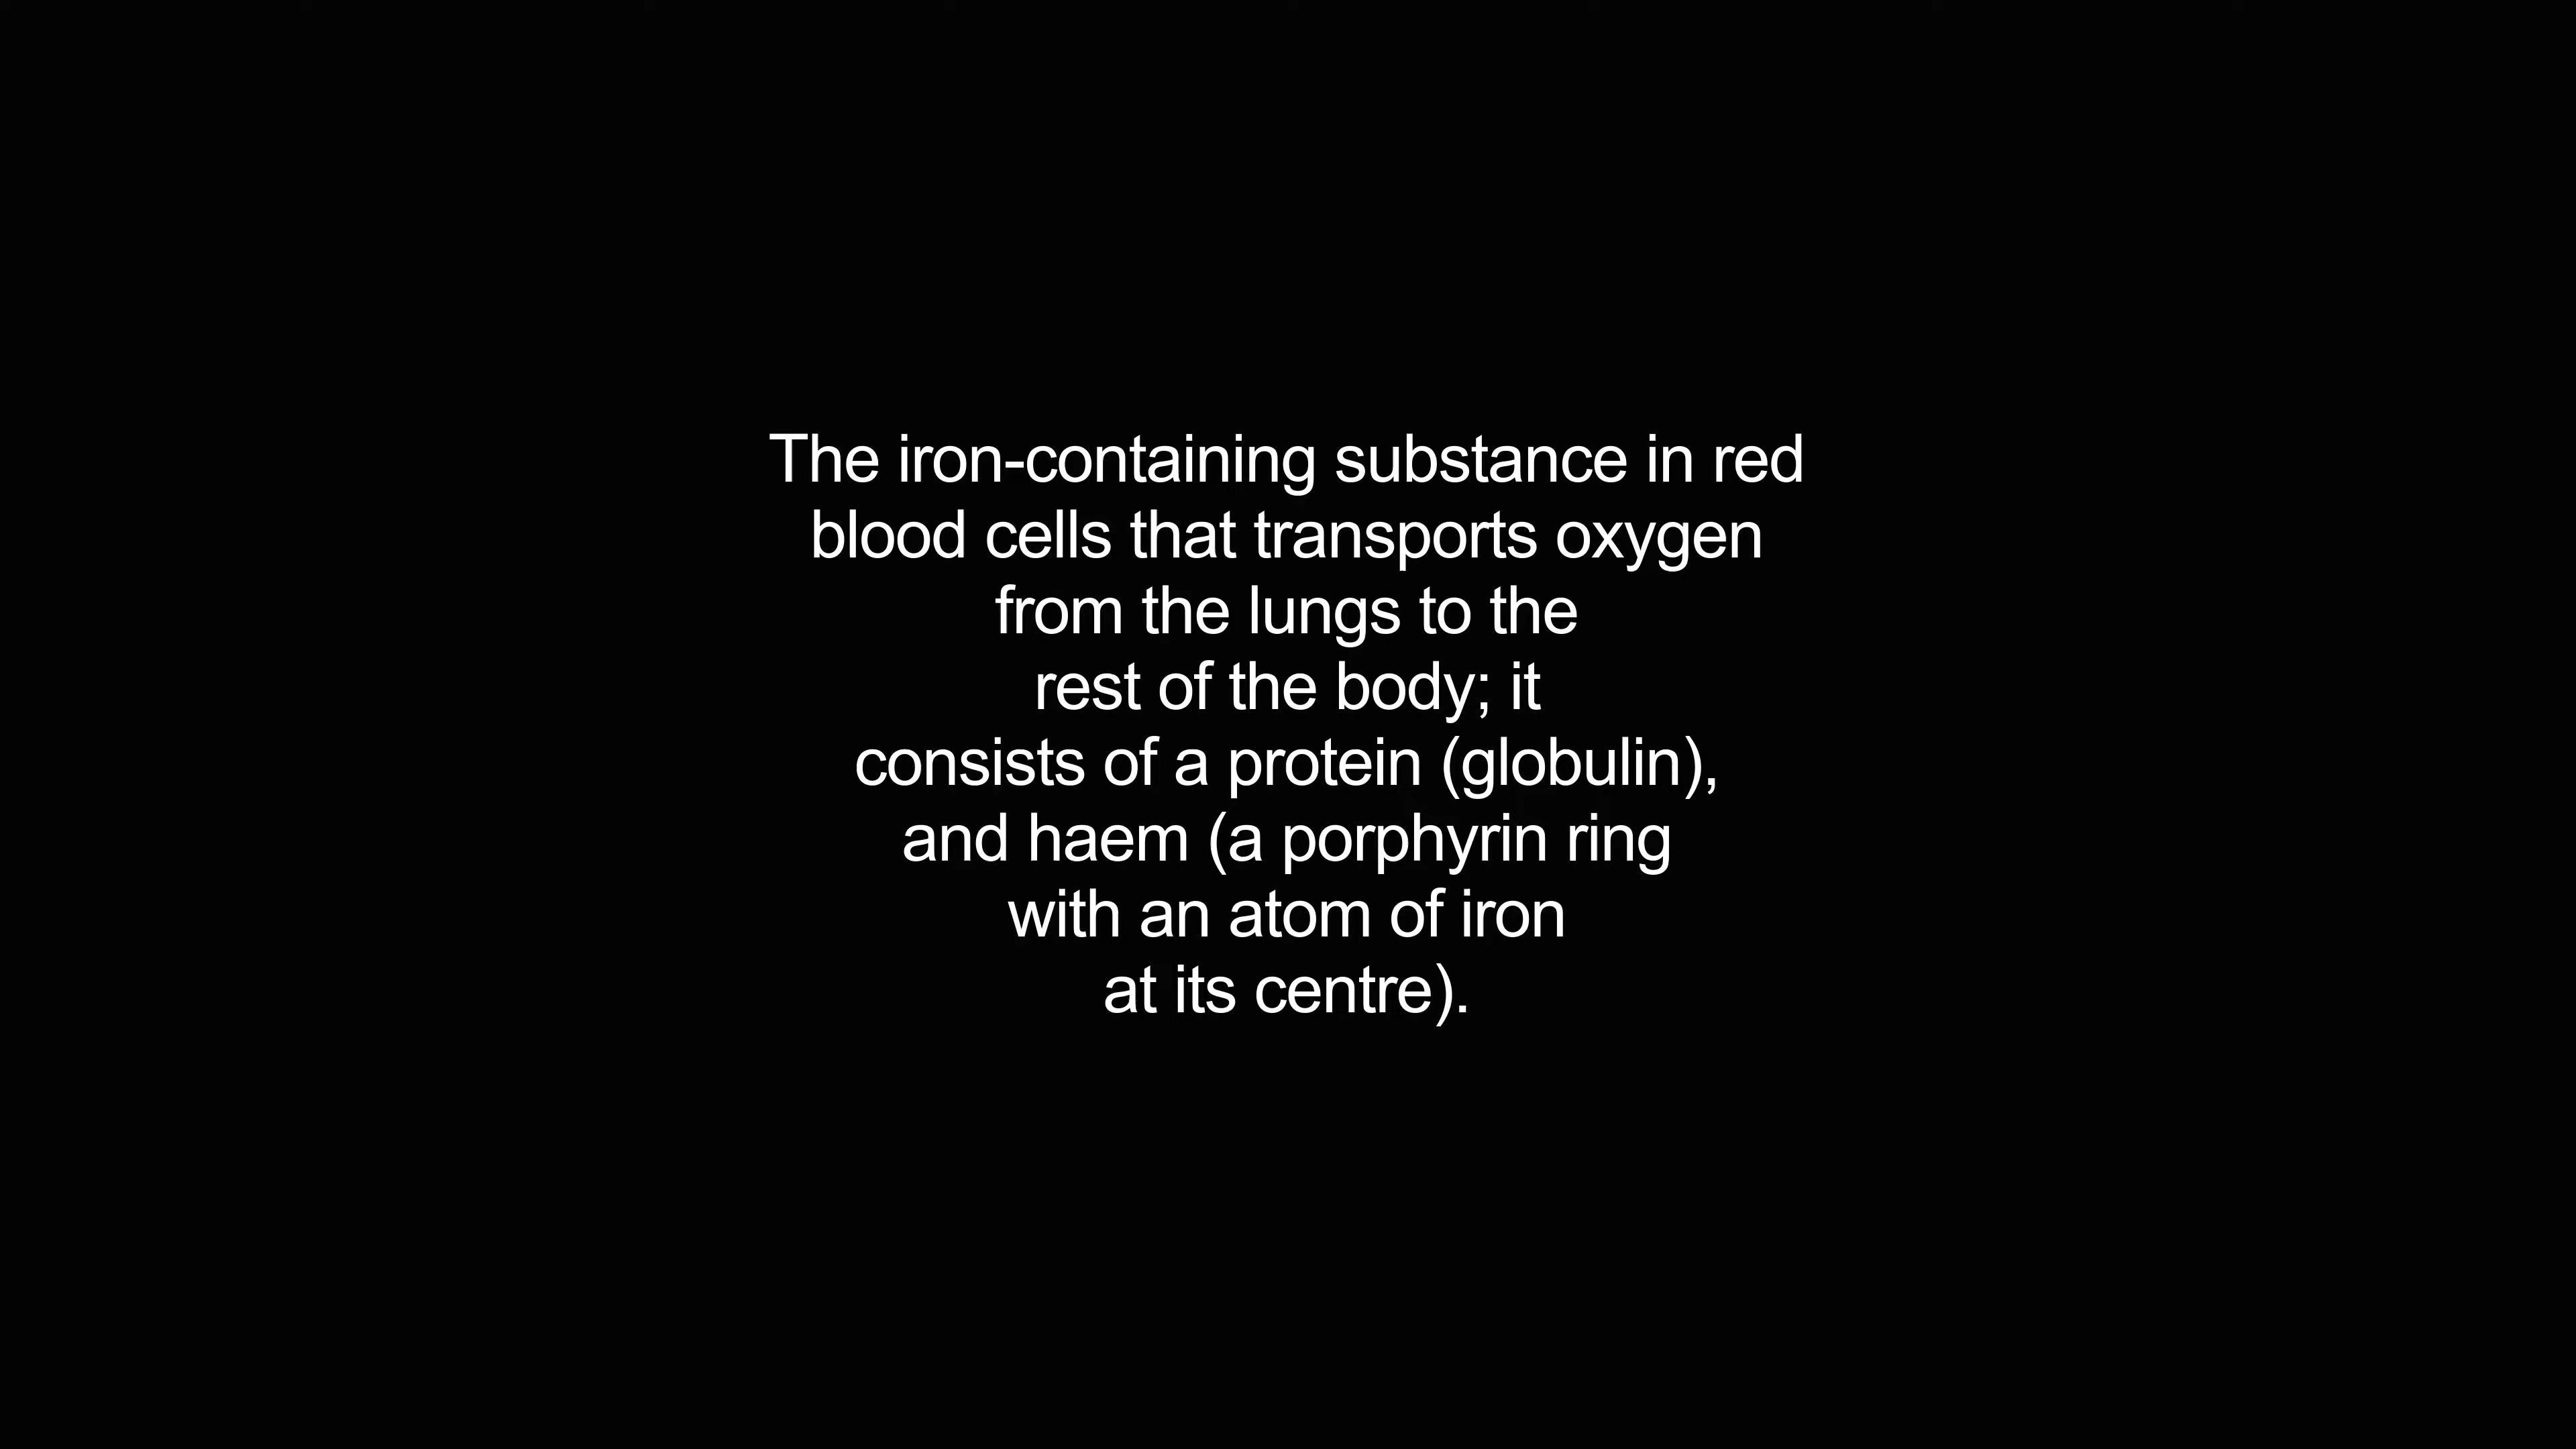 The iron-containing substance in red
blood cells that transports oxygen
from the lungs to the
rest of the body; it
consists of a protein (globulin),
and haem (a porphyrin ring
with an atom of iron
at its centre).